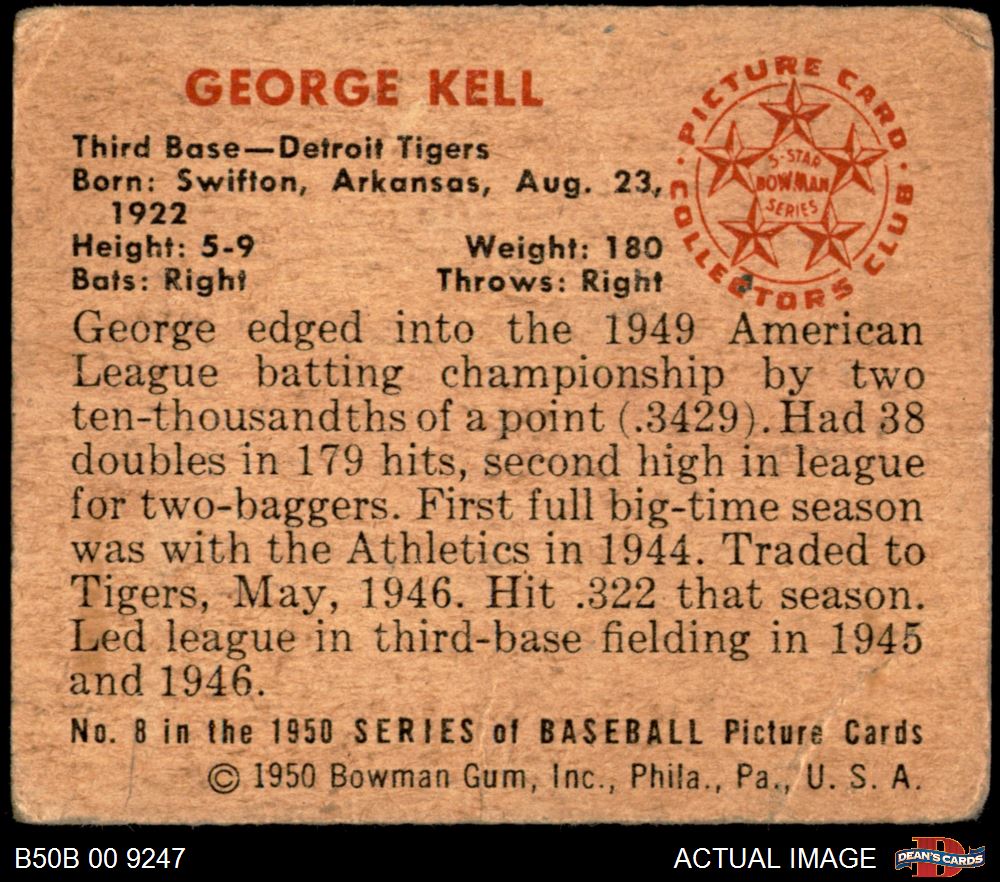 GEORGE KELL
Third Base—Detroit Tigers
Born: Swifton, Arkansas, Aug. 23,
1922
Height: 5-9 Weight: 180
Bats: Right Throws: Right
PICTURE CARD
COLLECTORS CLUB
5-STAR
BOWMAN
SERIES
George edged into the 1949 American
League batting championship by two
ten-thousandths of a point (.3429). Had 38
doubles in 179 hits, second high in league
for two-baggers. First full big-time season
was with the Athletics in 1944. Traded to
Tigers, May, 1946. Hit .322 that season.
Led league in third-base fielding in 1945
and 1946.
No. 8 in the 1950 SERIES of BASEBALL Picture Cards
© 1950 Bowman Gum, Inc., Phila., Pa., U. S. A.
B50B 00 9247
ACTUAL IMAGE
D
DEAN'S CARDS